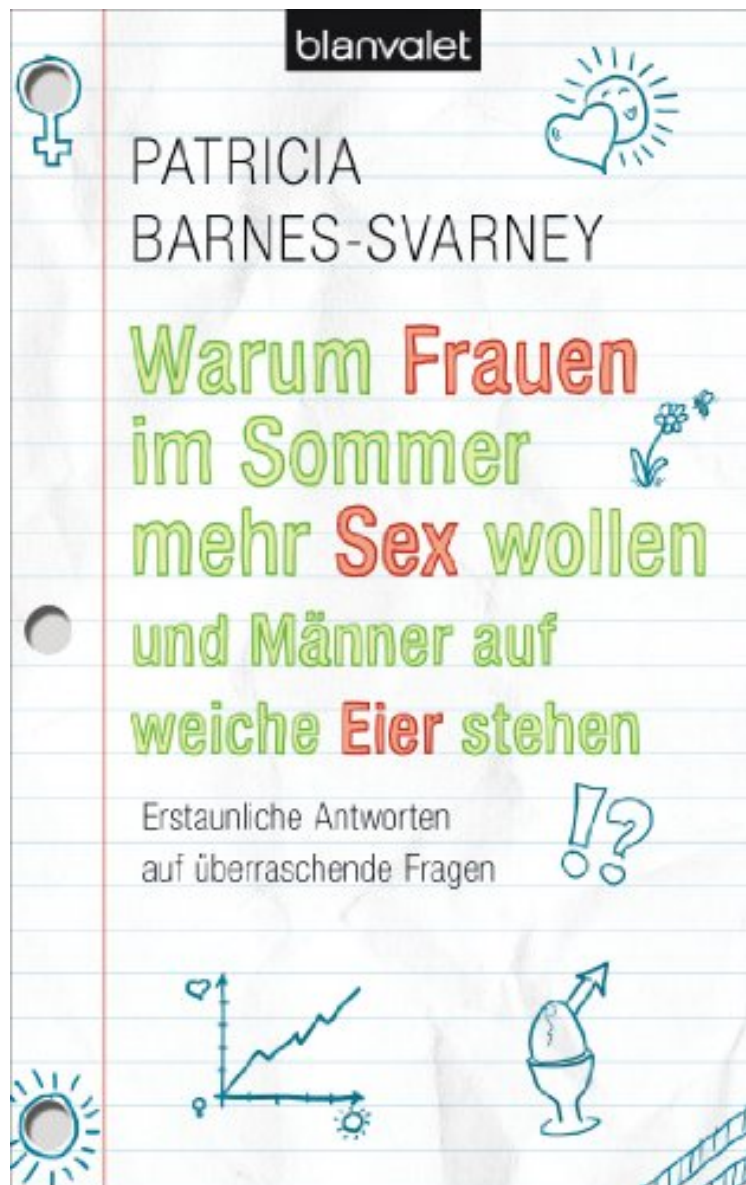 blanvalet
PATRICIA
BARNES-SVARNEY
Warum Frauen
im Sommer
mehr Sex wollen
und Männer auf
weiche Eier stehen
Erstaunliche Antworten
auf überraschende Fragen
!?